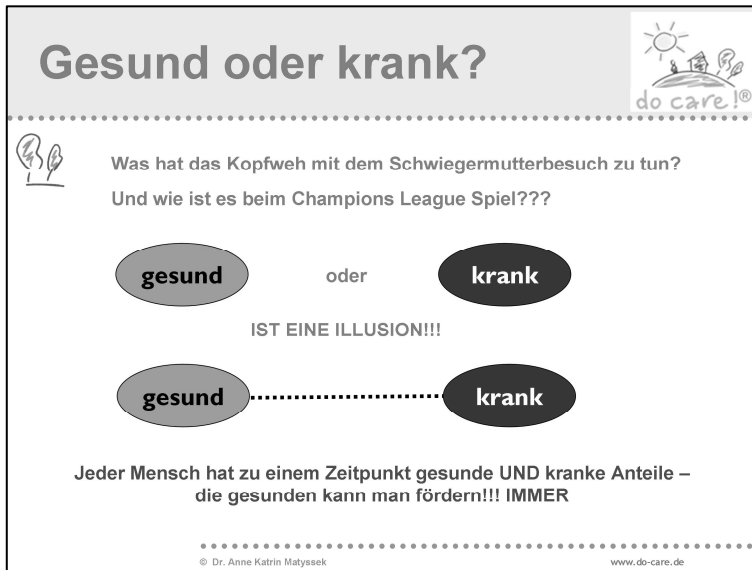 Gesund oder krank?
do care!®
Was hat das Kopfweh mit dem Schwiegermutterbesuch zu tun?
Und wie ist es beim Champions League Spiel???
gesund oder krank
IST EINE ILLUSION!!!
gesund krank
Jeder Mensch hat zu einem Zeitpunkt gesunde UND kranke Anteile –
die gesunden kann man fördern!!! IMMER
© Dr. Anne Katrin Matyssek www.do-care.de